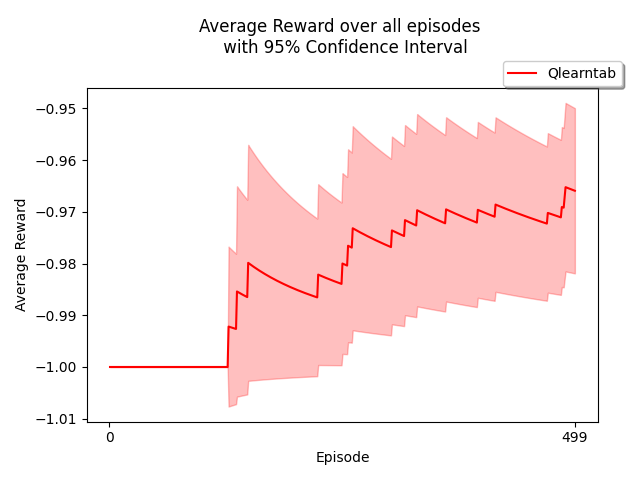 Average Reward over all episodes
with 95% Confidence Interval
Qlearntab
−0.95
−0.96
−0.97
−0.98
−0.99
−1.00
−1.01
Average Reward
0
499
Episode